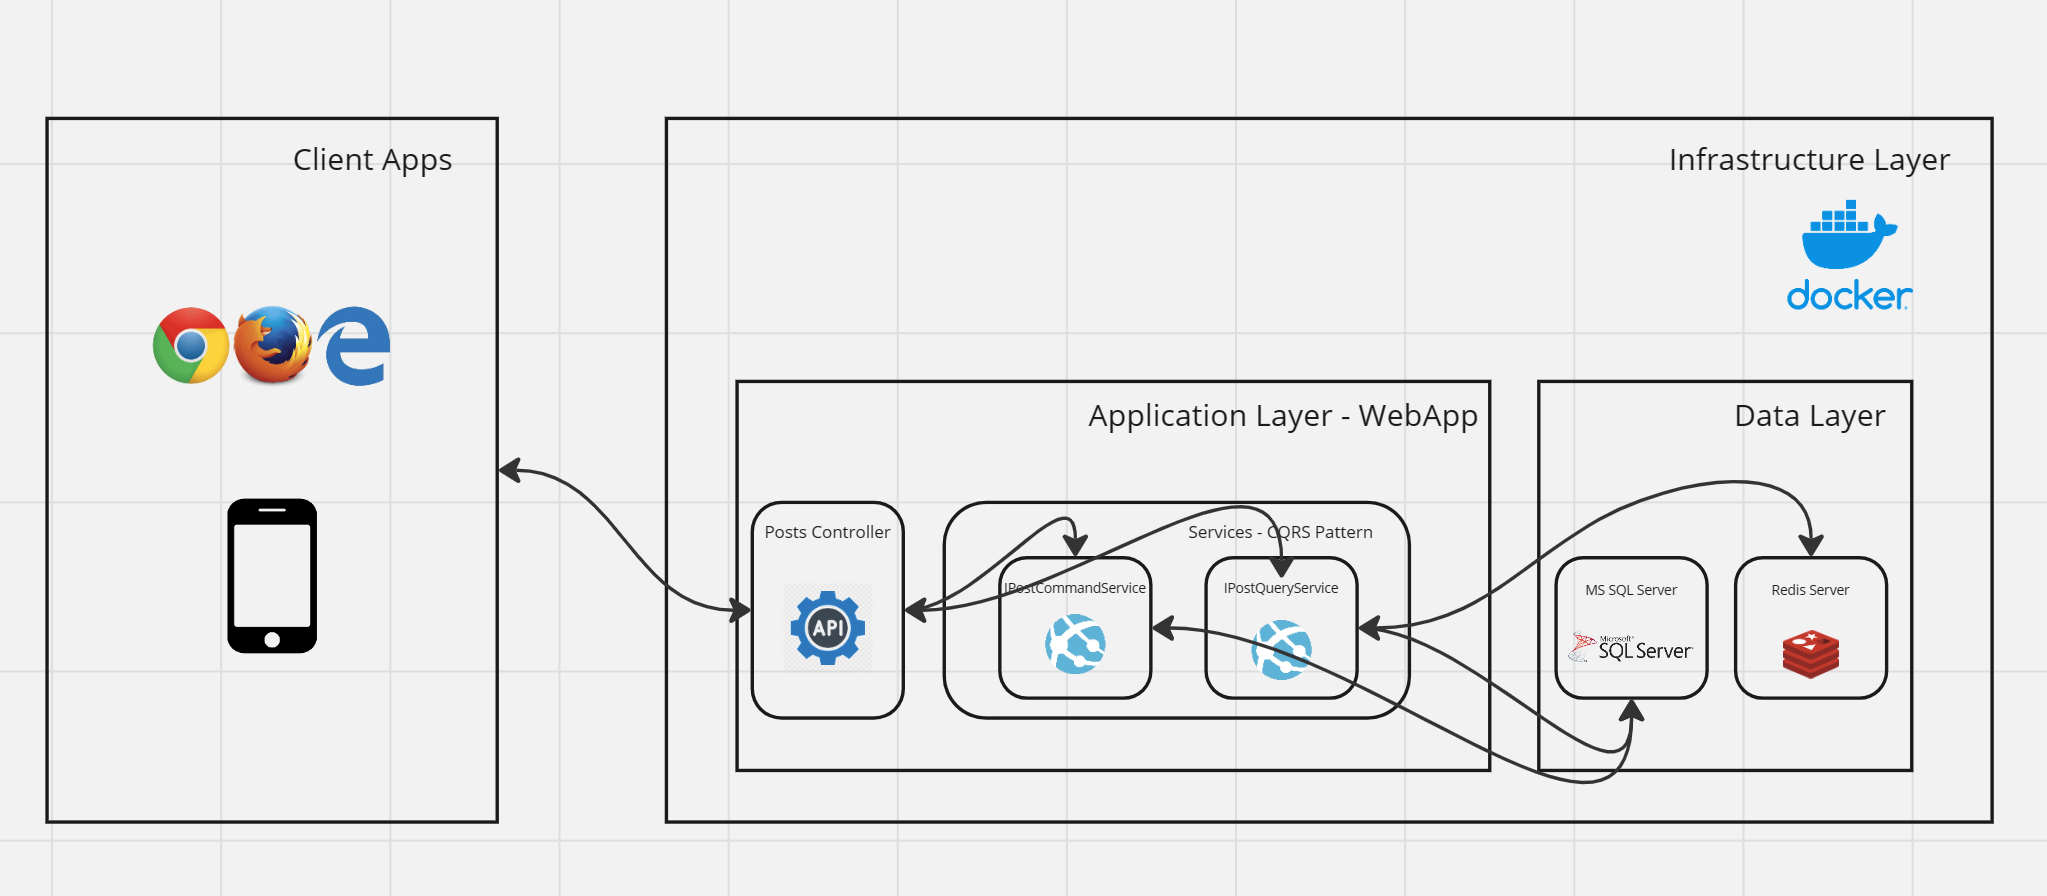 Client Apps
Infrastructure Layer
docker
Application Layer - WebApp
Data Layer
Posts Controller
API
Services - CQRS Pattern
IPostCommandService
IPostQueryService
MS SQL Server
Microsoft
SQL Server
Redis Server